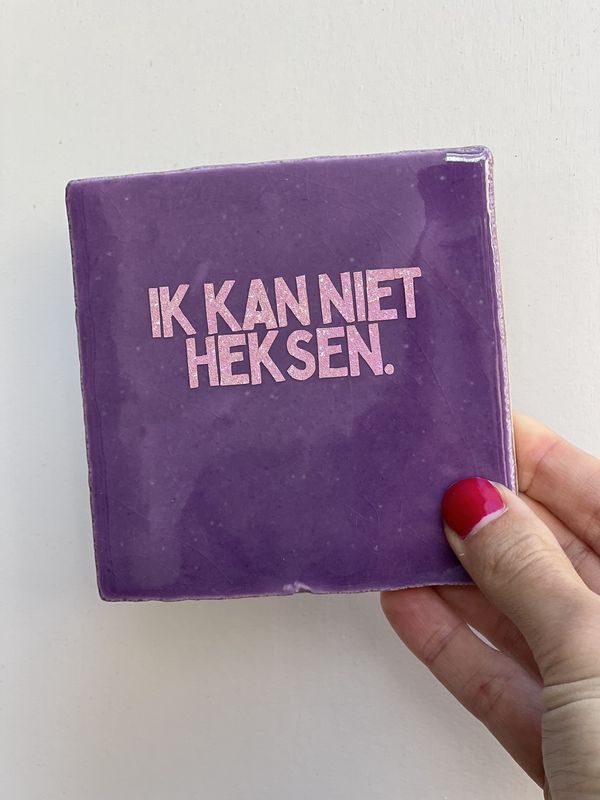 IK KAN NIET
HEKSEN.